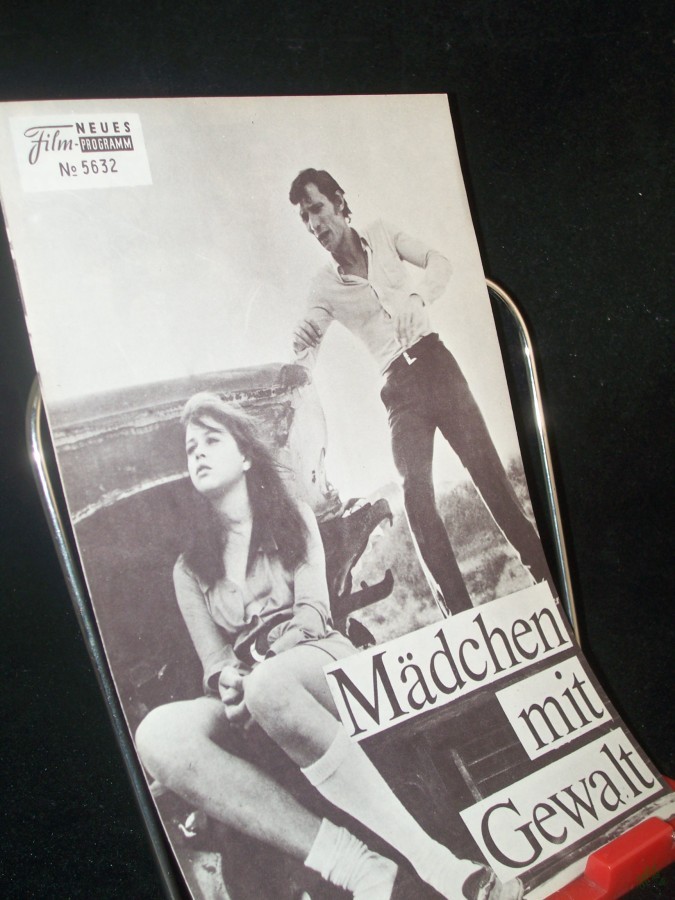 NEUES
Film-PROGRAMM
No 5632
Mädchen
mit
Gewalt